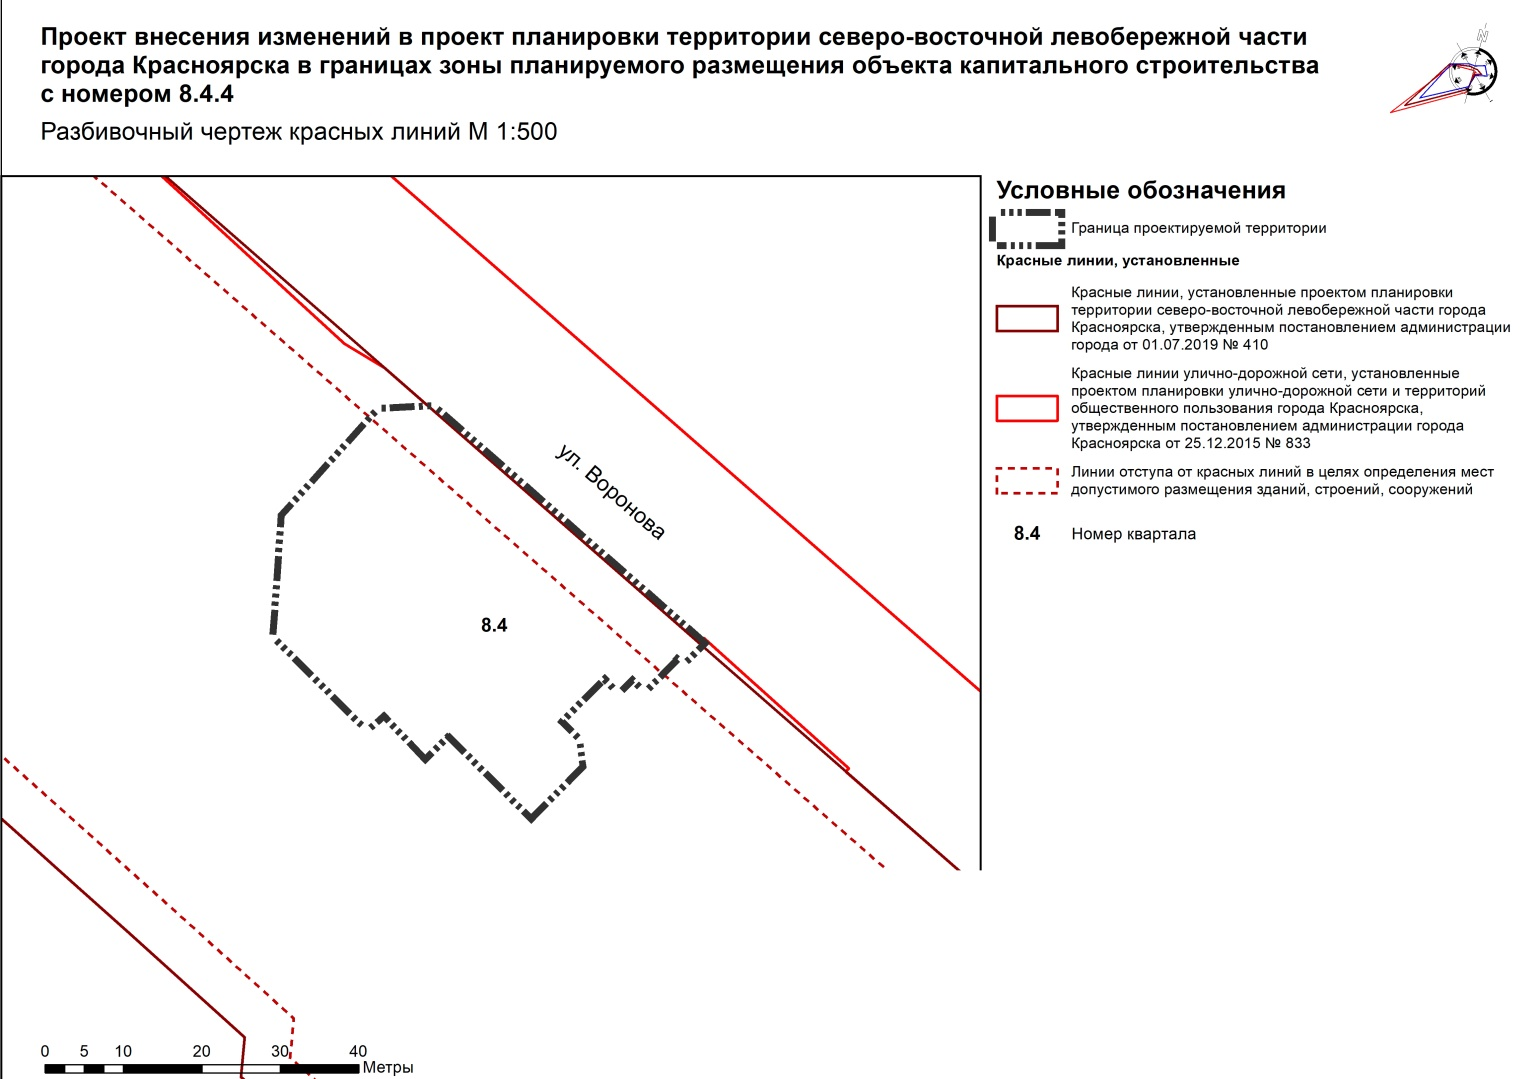 Проект внесения изменений в проект планировки территории северо-восточной левобережной части
города Красноярска в границах зоны планируемого размещения объекта капитального строительства
с номером 8.4.4
Разбивочный чертеж красных линий М 1:500
N
Условные обозначения
Граница проектируемой территории
Красные линии, установленные
Красные линии, установленные проектом планировки
территории северо-восточной левобережной части города
Красноярска, утвержденным постановлением администрации
города от 01.07.2019 № 410
Красные линии улично-дорожной сети, установленные
проектом планировки улично-дорожной сети и территорий
общественного пользования города Красноярска,
утвержденным постановлением администрации города
Красноярска от 25.12.2015 № 833
Линии отступа от красных линий в целях определения мест
допустимого размещения зданий, строений, сооружений
8.4 Номер квартала
ул. Воронова
8.4
0 5 10 20 30 40
Метры